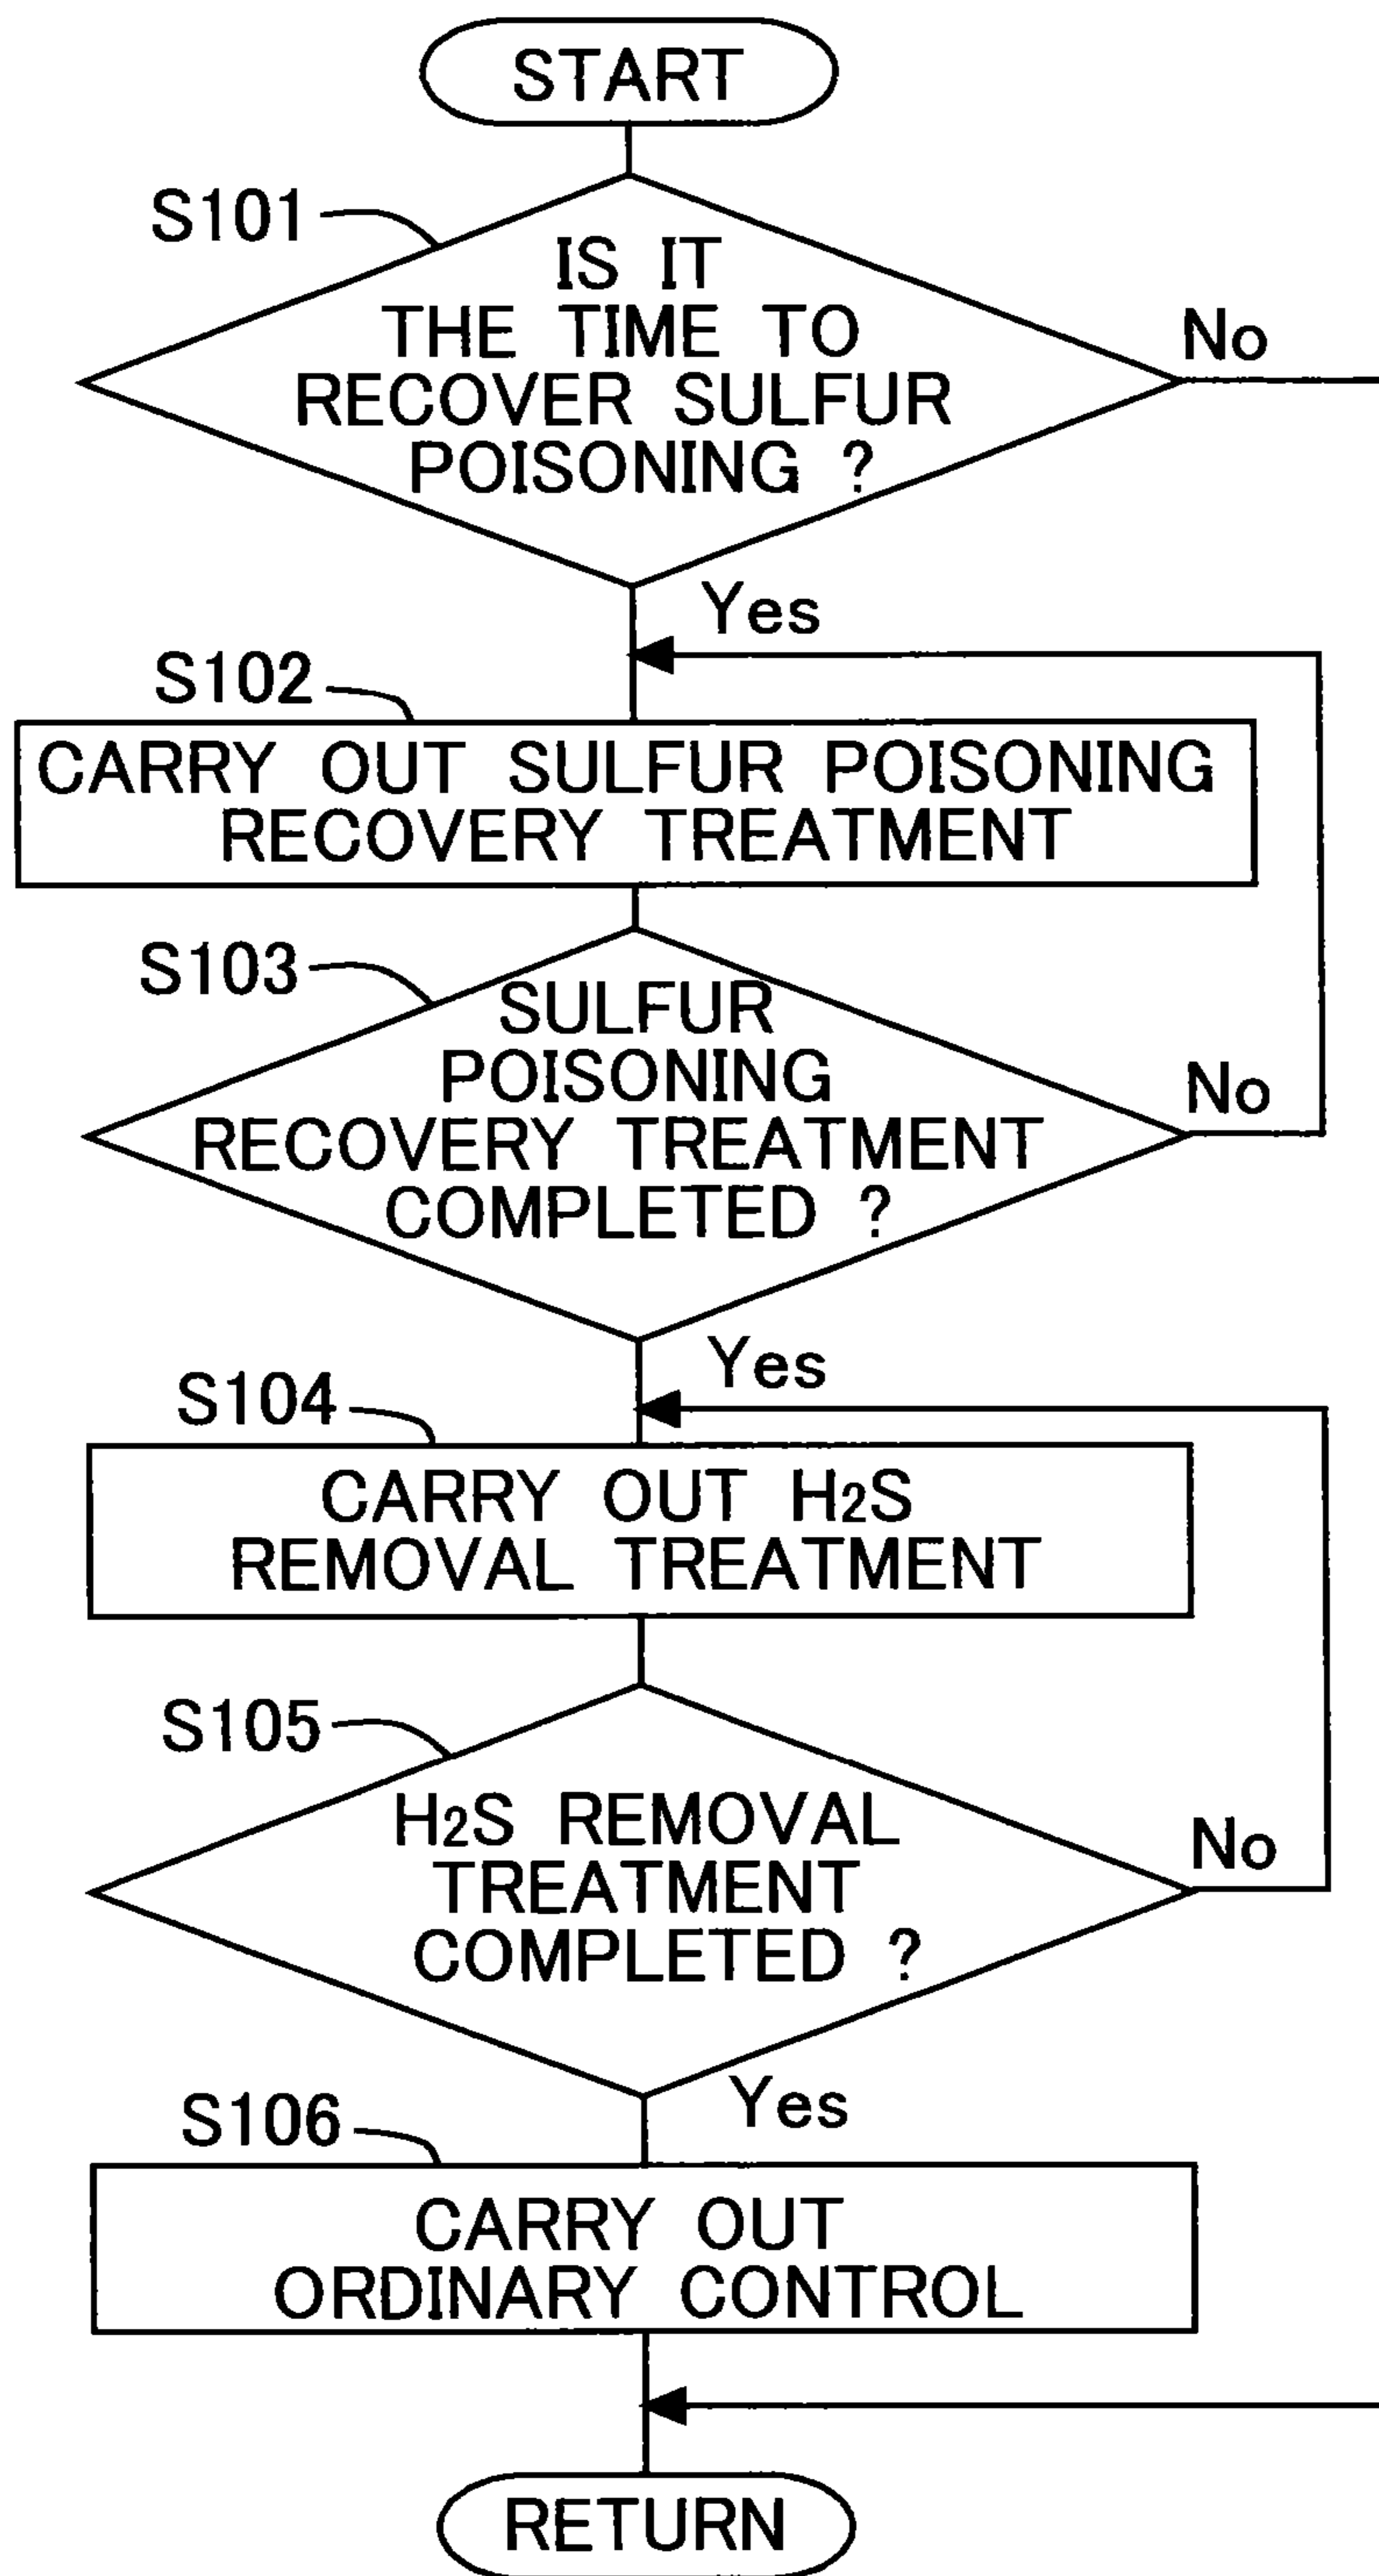 START
S101
IS IT
THE TIME TO
RECOVER SULFUR
POISONING ?
No
Yes
S102
CARRY OUT SULFUR POISONING
RECOVERY TREATMENT
S103
SULFUR
POISONING
RECOVERY TREATMENT
COMPLETED ?
No
Yes
S104
CARRY OUT H₂S
REMOVAL TREATMENT
S105
H₂S REMOVAL
TREATMENT
COMPLETED ?
No
Yes
S106
CARRY OUT
ORDINARY CONTROL
RETURN